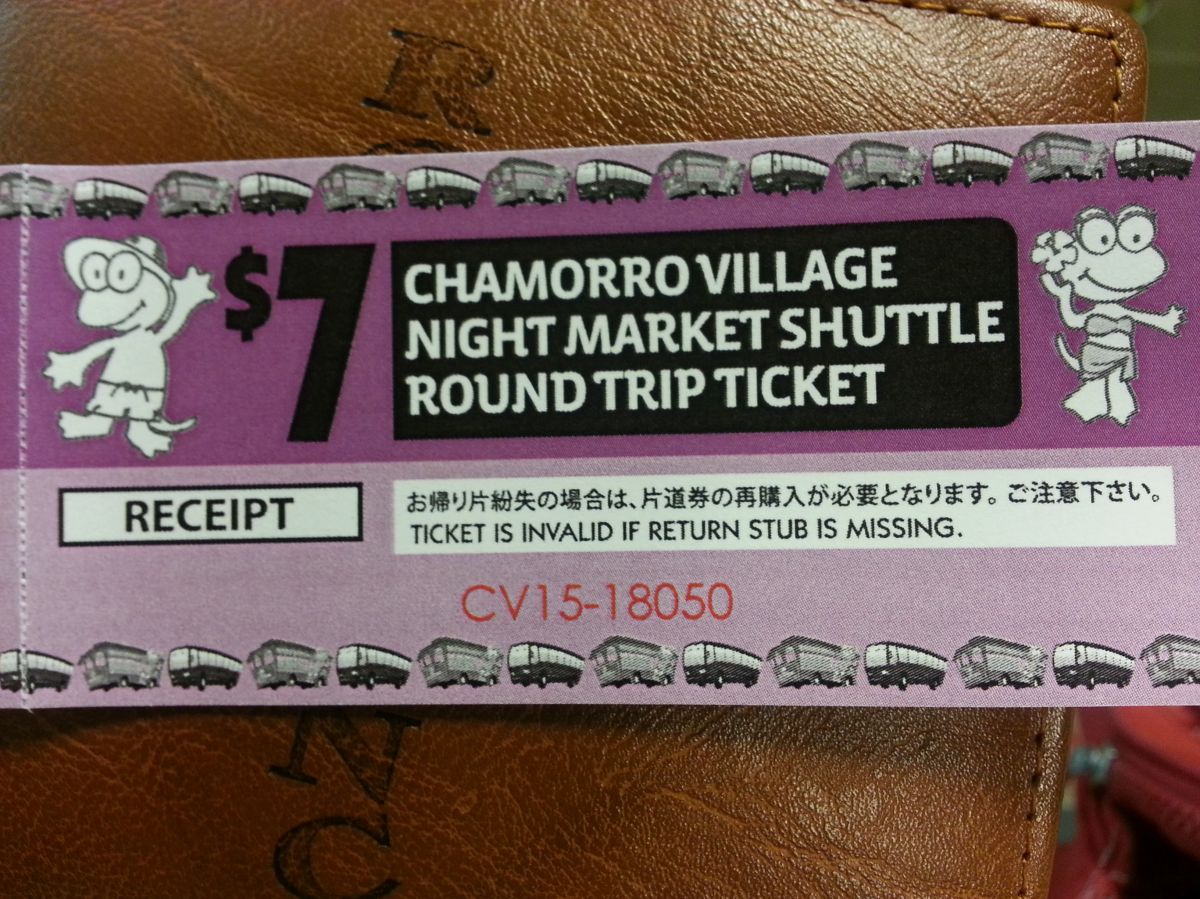 R
$7
CHAMORRO VILLAGE
NIGHT MARKET SHUTTLE
ROUND TRIP TICKET
RECEIPT
お帰り片紛失の場合は、片道券の再購入が必要となります。ご注意下さい。
TICKET IS INVALID IF RETURN STUB IS MISSING.
CV15-18050
N
C